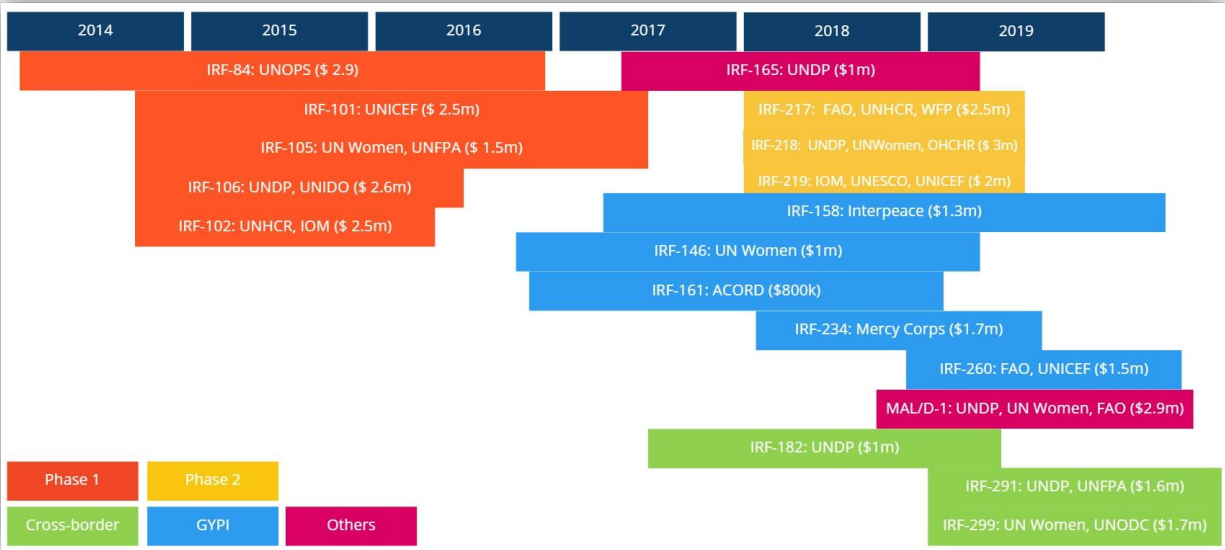 2014 2015 2016 2017 2018 2019
IRF-84: UNOPS ($ 2.9)
IRF-165: UNDP ($1m)
IRF-101: UNICEF ($ 2.5m)
IRF-217:  FAO, UNHCR, WFP ($2.5m)
IRF-105: UN Women, UNFPA ($ 1.5m)
IRF-218:  UNDP, UNWomen, OHCHR ($ 3m)
IRF-106: UNDP, UNIDO ($ 2.6m)
IRF-219: IOM, UNESCO, UNICEF ($ 2m)
IRF-158: Interpeace ($1.3m)
IRF-102: UNHCR, IOM ($ 2.5m)
IRF-146: UN Women ($1m)
IRF-161: ACORD ($800k)
IRF-234: Mercy Corps ($1.7m)
IRF-260: FAO, UNICEF ($1.5m)
MAL/D-1: UNDP, UN Women, FAO ($2.9m)
IRF-182: UNDP ($1m)
IRF-291: UNDP, UNFPA ($1.6m)
IRF-299: UN Women, UNODC ($1.7m)
Phase 1
Phase 2
Cross-border
GYPI
Others